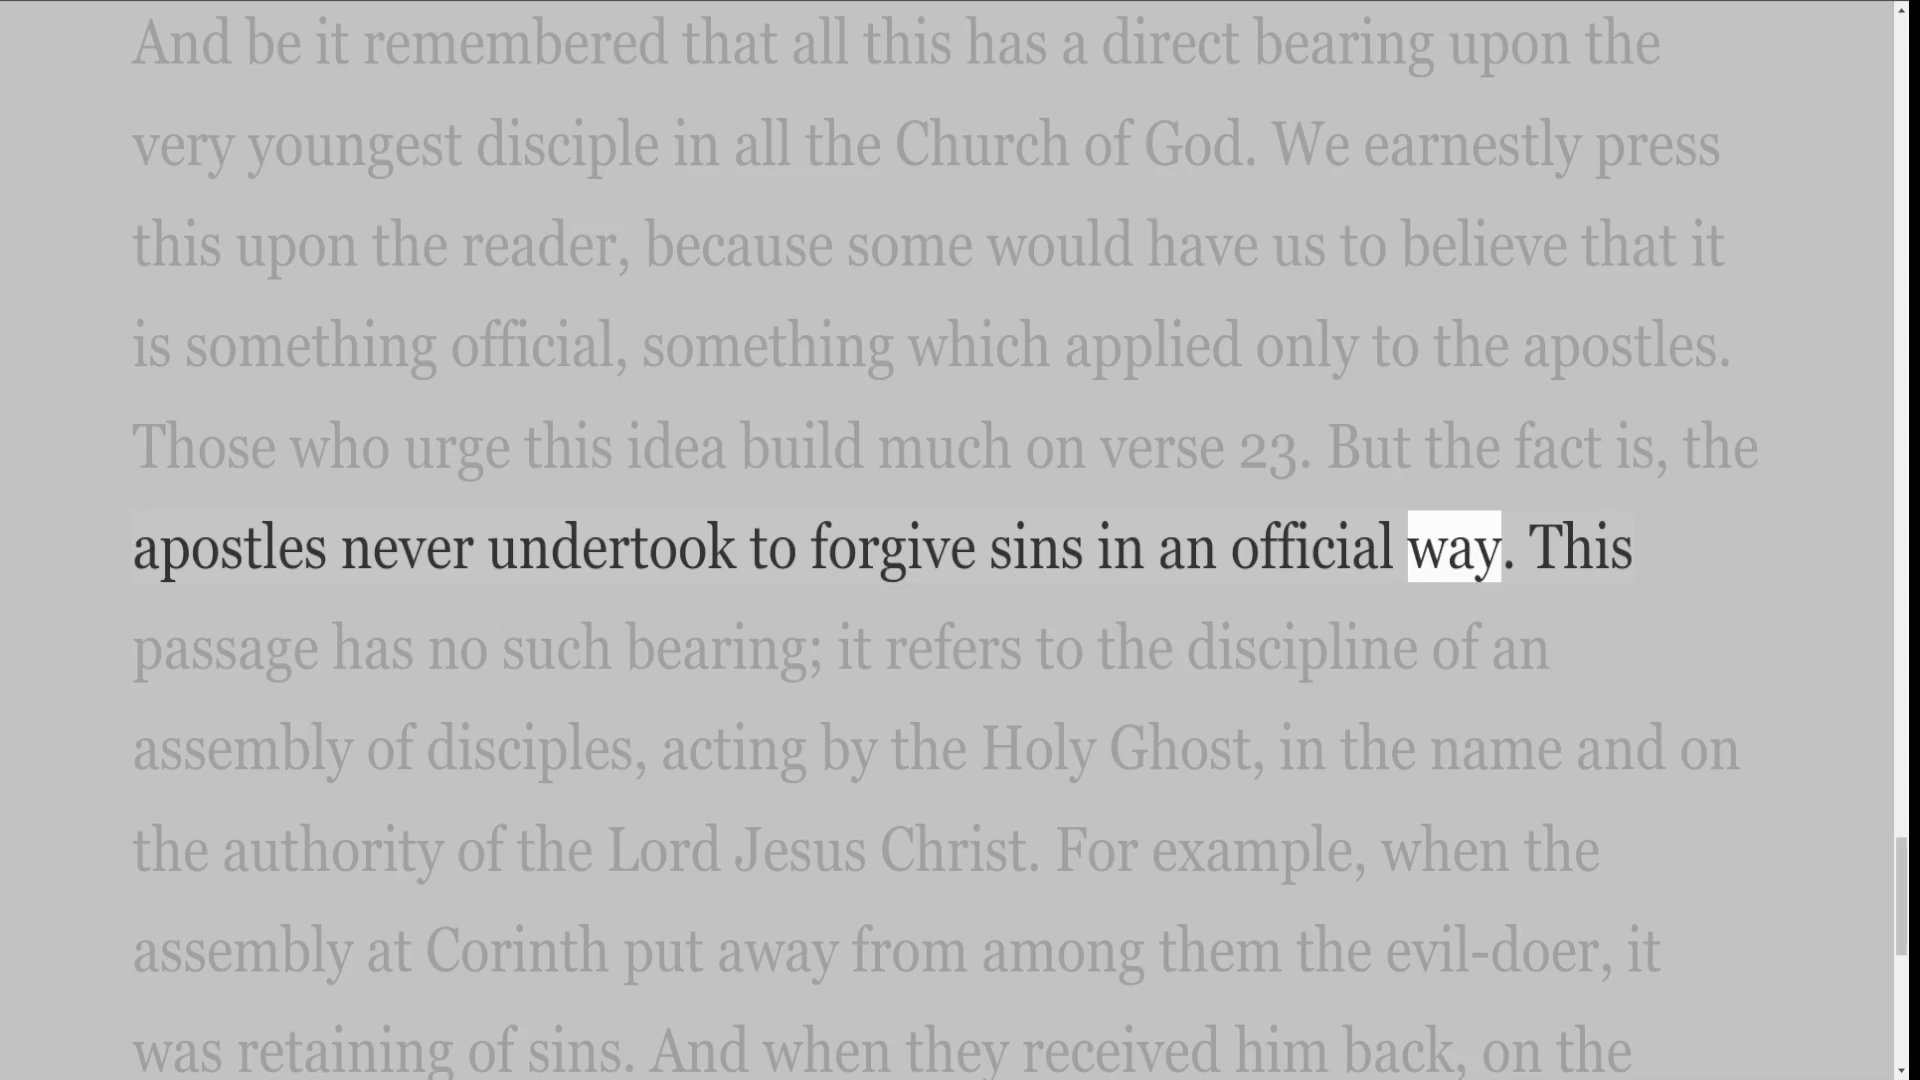 And be it remembered that all this has a direct bearing upon the
very youngest disciple in all the Church of God. We earnestly press
this upon the reader, because some would have us to believe that it
is something official, something which applied only to the apostles.
Those who urge this idea build much on verse 23. But the fact is, the
apostles never undertook to forgive sins in an official way. This
passage has no such bearing; it refers to the discipline of an
assembly of disciples, acting by the Holy Ghost, in the name and on
the authority of the Lord Jesus Christ. For example, when the
assembly at Corinth put away from among them the evil-doer, it
was retaining of sins. And when they received him back, on the